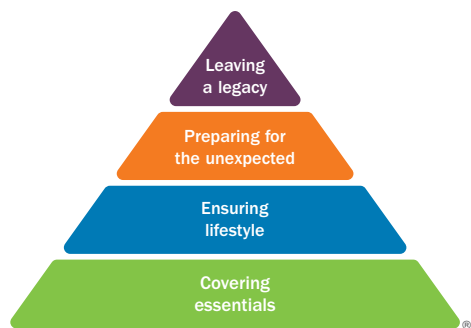 Leaving
a legacy
Preparing for
the unexpected
Ensuring
lifestyle
Covering
essentials
®